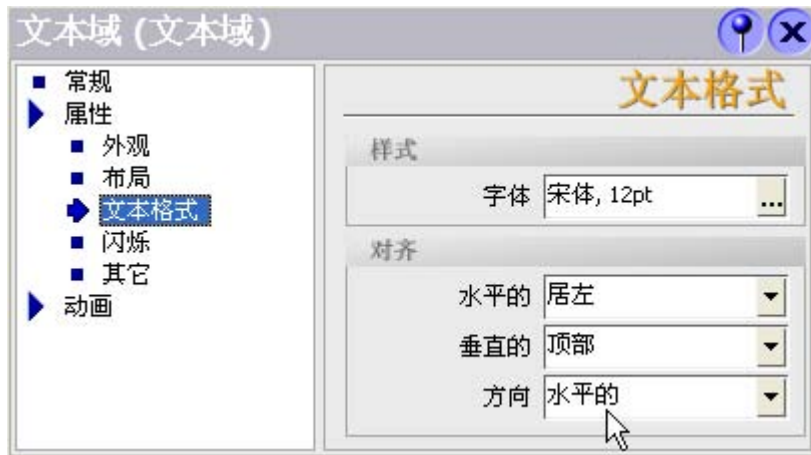 文本域 (文本域)
常规
属性
外观
布局
文本格式
闪烁
其它
动画
文本格式
样式
字体 宋体, 12pt ...
对齐
水平的 居左
垂直的 顶部
方向 水平的